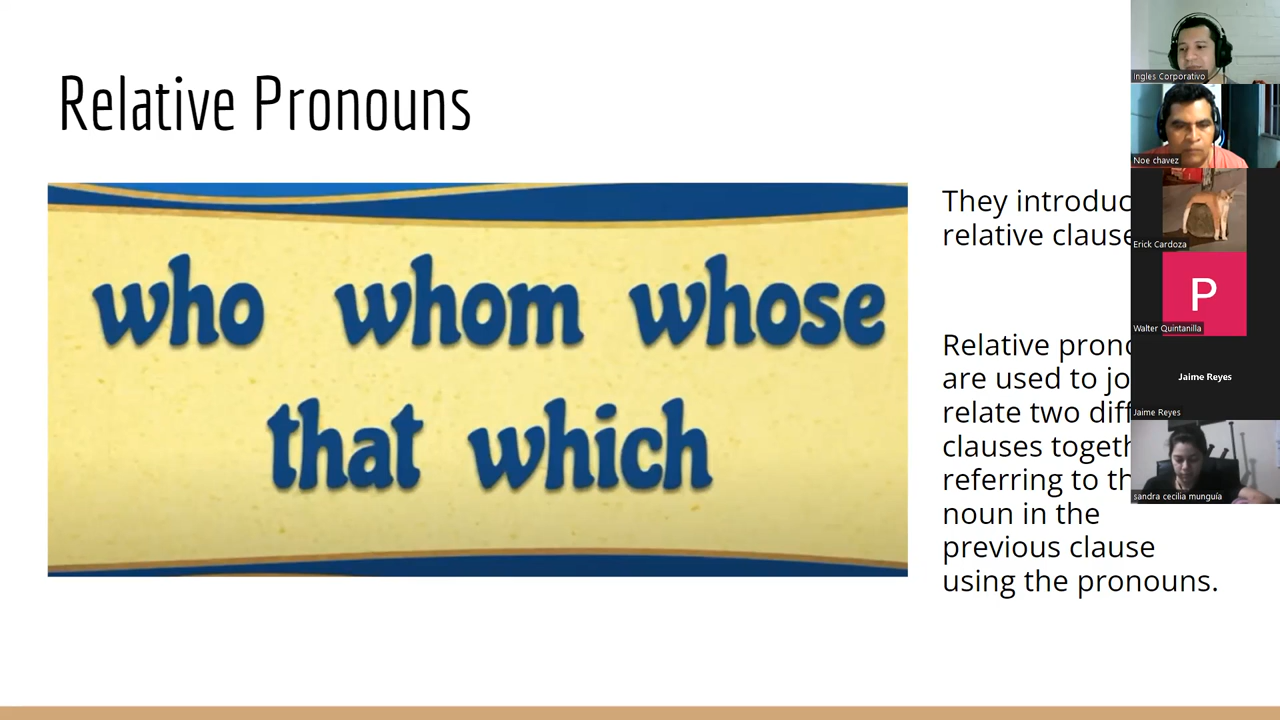 Relative Pronouns
who whom whose
that which
They introduc
relative clause
Relative prono
are used to jo
relate two diff
clauses togeth
referring to th
noun in the
previous clause
using the pronouns.
Ingles Corporativo
Noe chavez
Erick Cardoza
P
Walter Quintanilla
Jaime Reyes
Jaime Reyes
sandra cecilia munguía